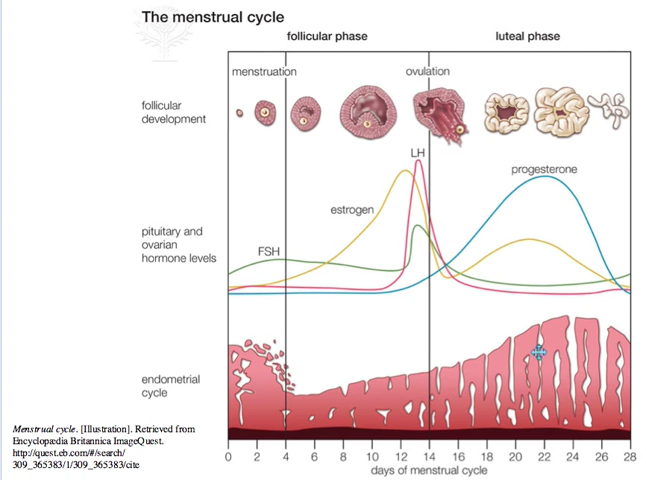 The menstrual cycle
follicular phase
luteal phase
menstruation
ovulation
follicular
development
LH
progesterone
estrogen
pituitary and
ovarian
hormone levels
FSH
endometrial
cycle
Menstrual cycle. [Illustration]. Retrieved from
Encyclopædia Britannica ImageQuest.
http://quest.eb.com/#/search/
309_365383/1/309_365383/cite
0 2 4 6 8 10 12 14 16 18 20 22 24 26 28
days of menstrual cycle